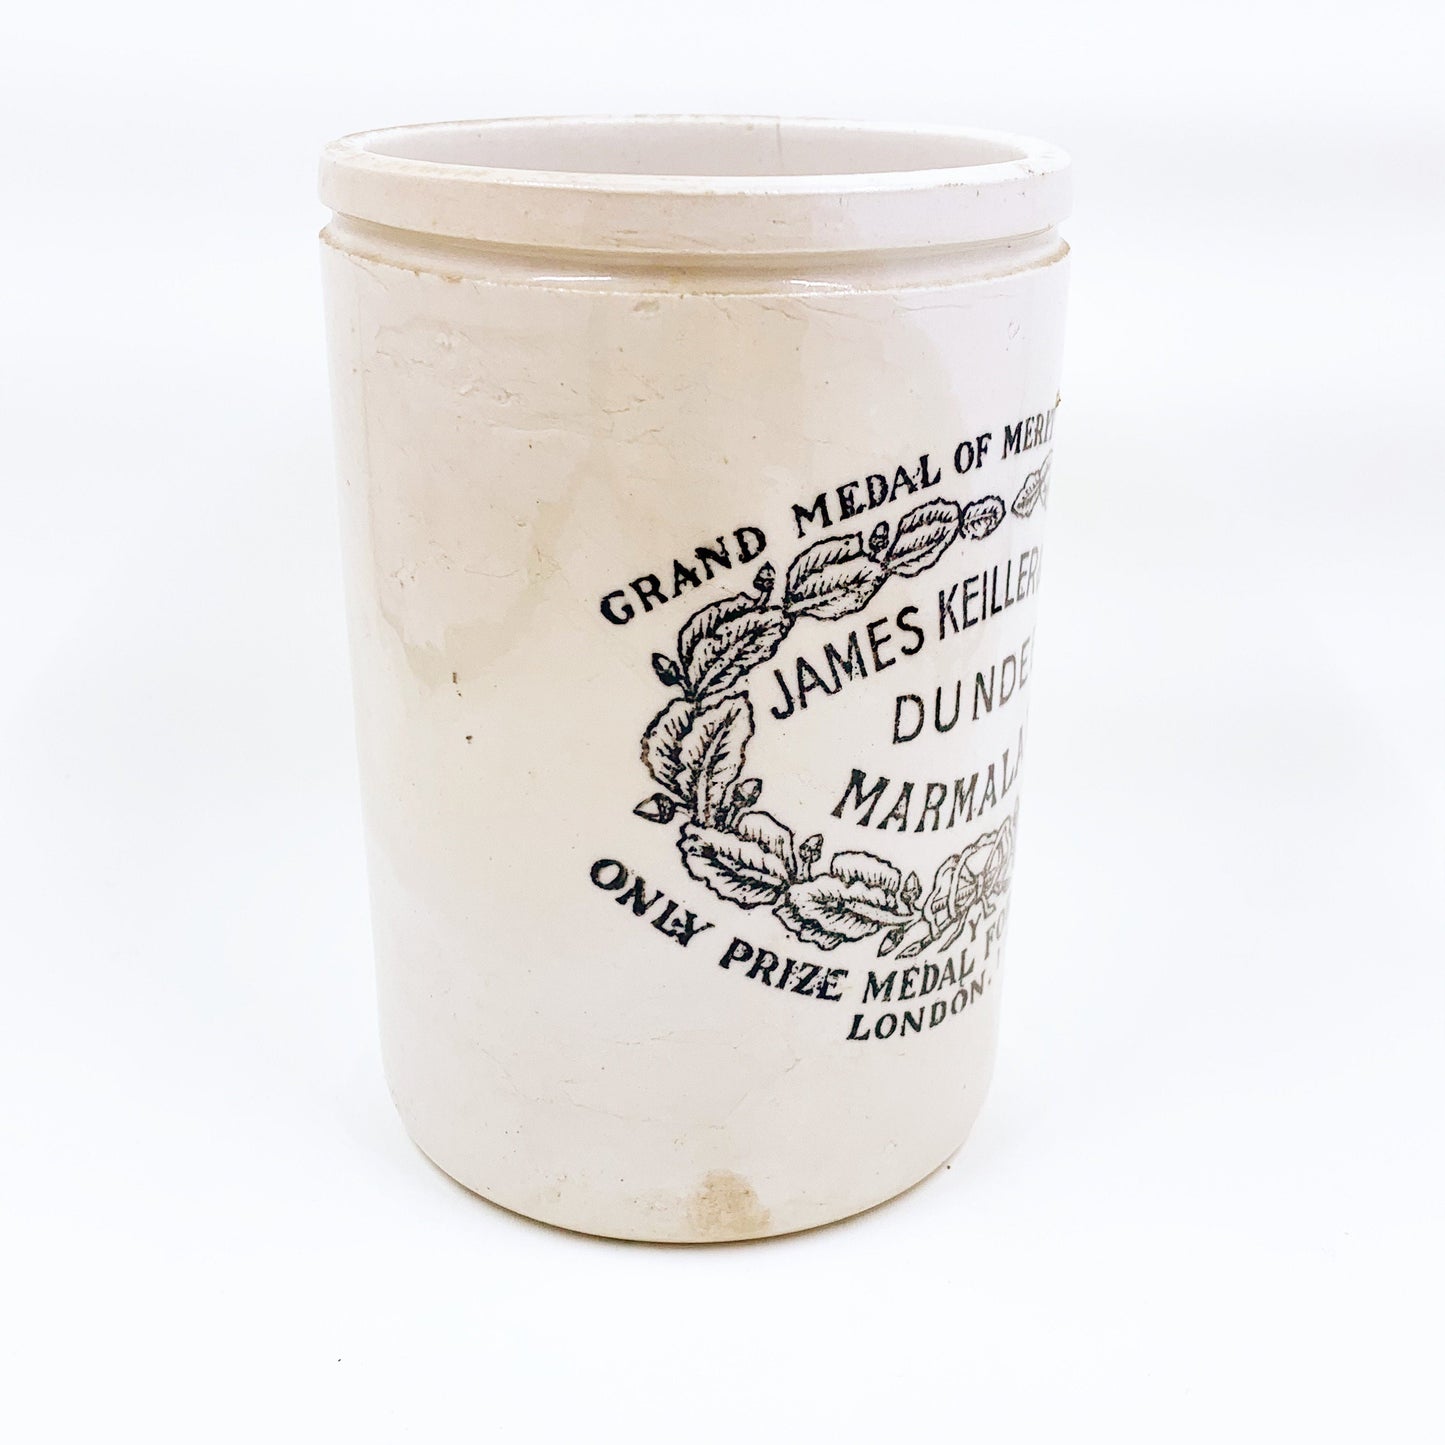 GRAND MEDAL OF MERIT
JAMES KEILLER
DUNDE
MARMALA
ONLY PRIZE MEDAL FO
LONDON.